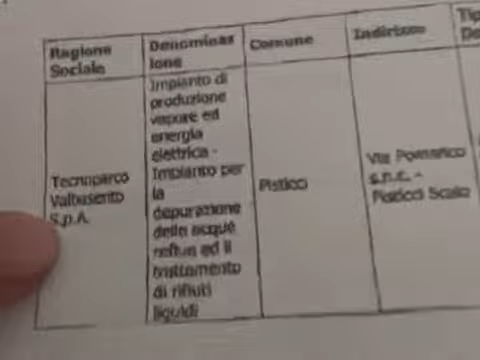 Ragione
Sociale
Denominaz
ione
Comune
Indirizzo
Tip
Tecnoparco
Valbasento
S.p.A.
Impianto di
produzione
vapore ed
energia
elettrica -
Impianto per
la
depurazione
delle acque
reflue ed il
trattamento
di rifiuti
liquidi
Pisticci
Via Pomarico
s.n.c. -
Pisticci Scalo